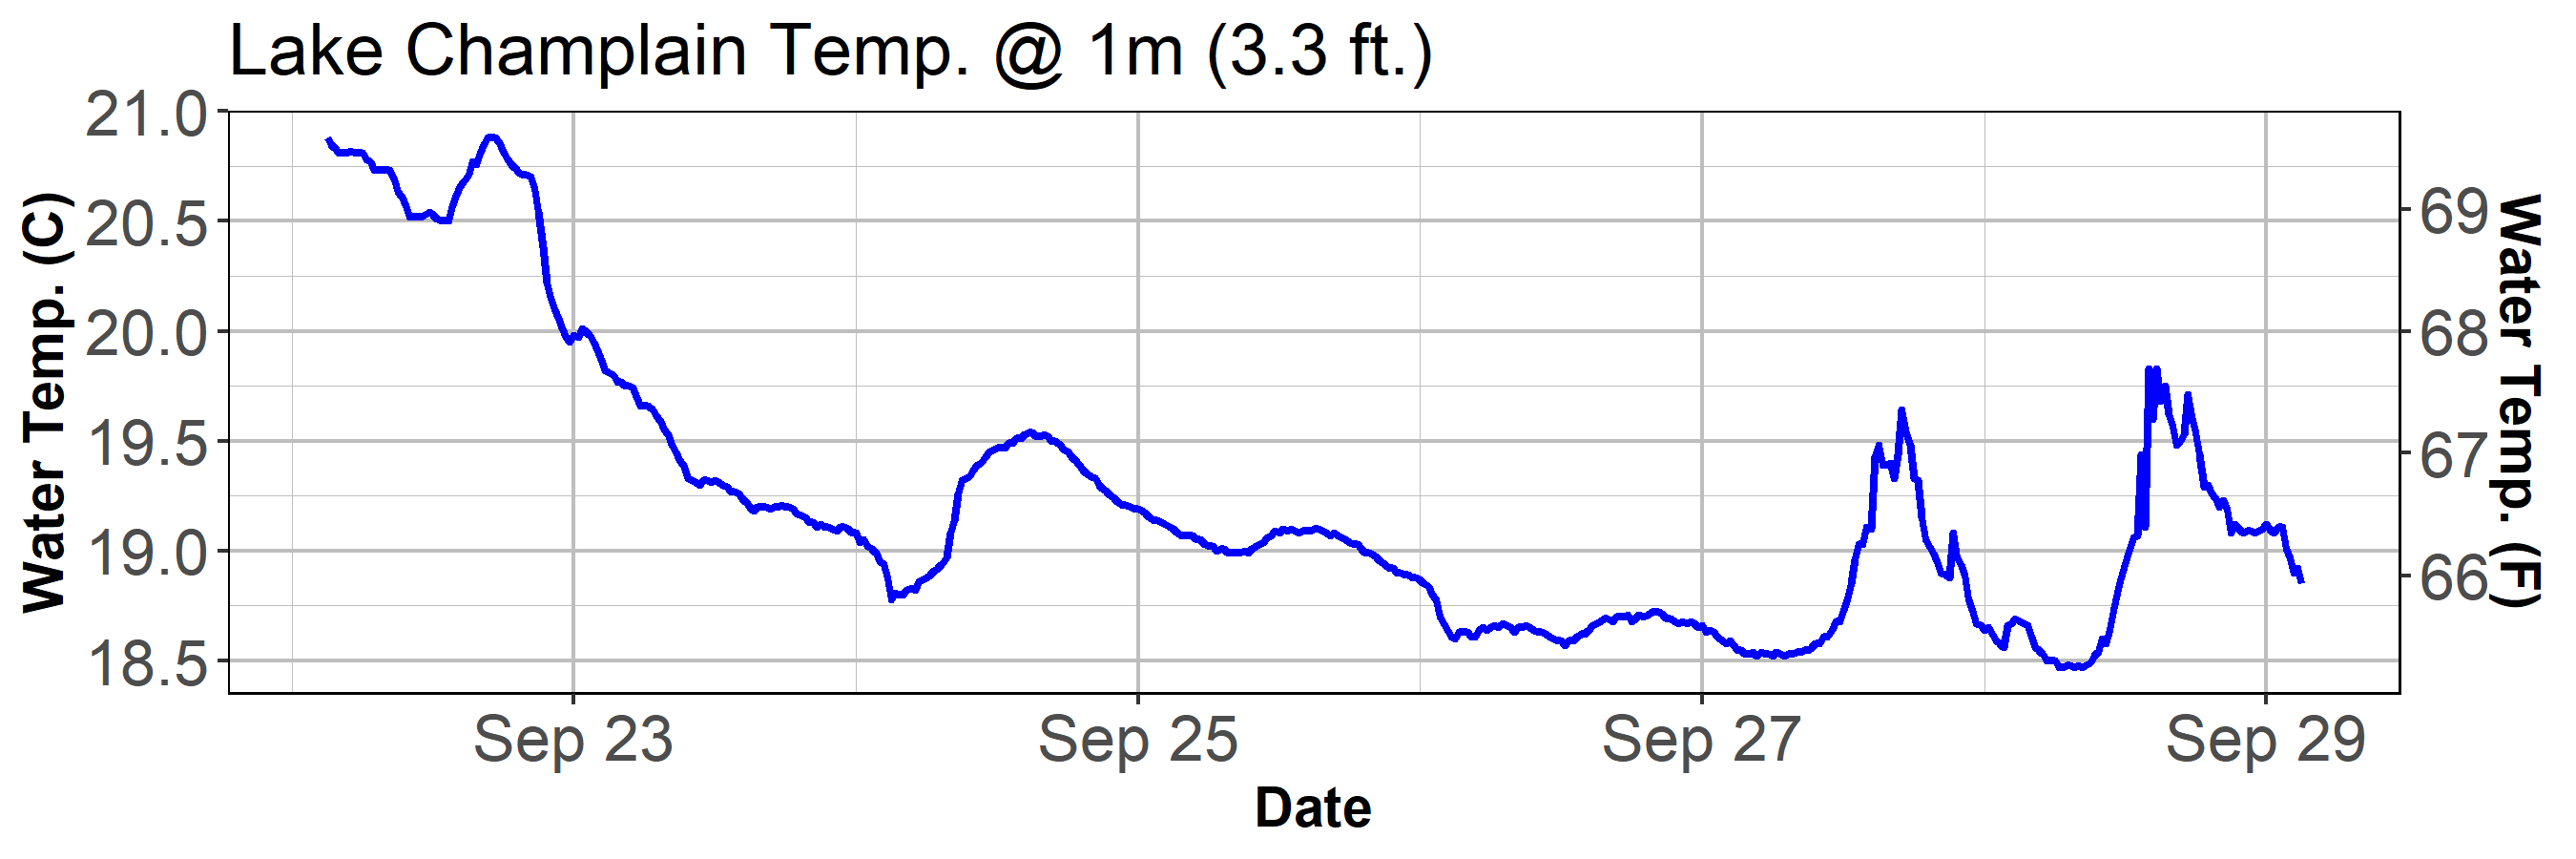 Lake Champlain Temp. @ 1m (3.3 ft.)
Water Temp. (C)
21.0
20.5
20.0
19.5
19.0
18.5
69
68
67
66
Water Temp. (F)
Sep 23
Sep 25
Sep 27
Sep 29
Date